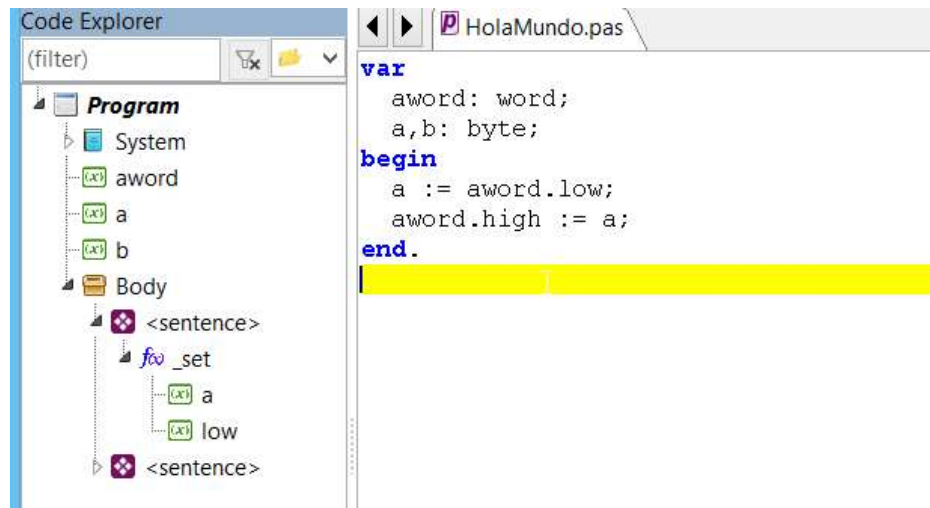 Code Explorer
(filter)
Program
System
aword
a
b
Body
<sentence>
_set
a
low
<sentence>
HolaMundo.pas
var
aword: word;
a,b: byte;
begin
a := aword.low;
aword.high := a;
end.